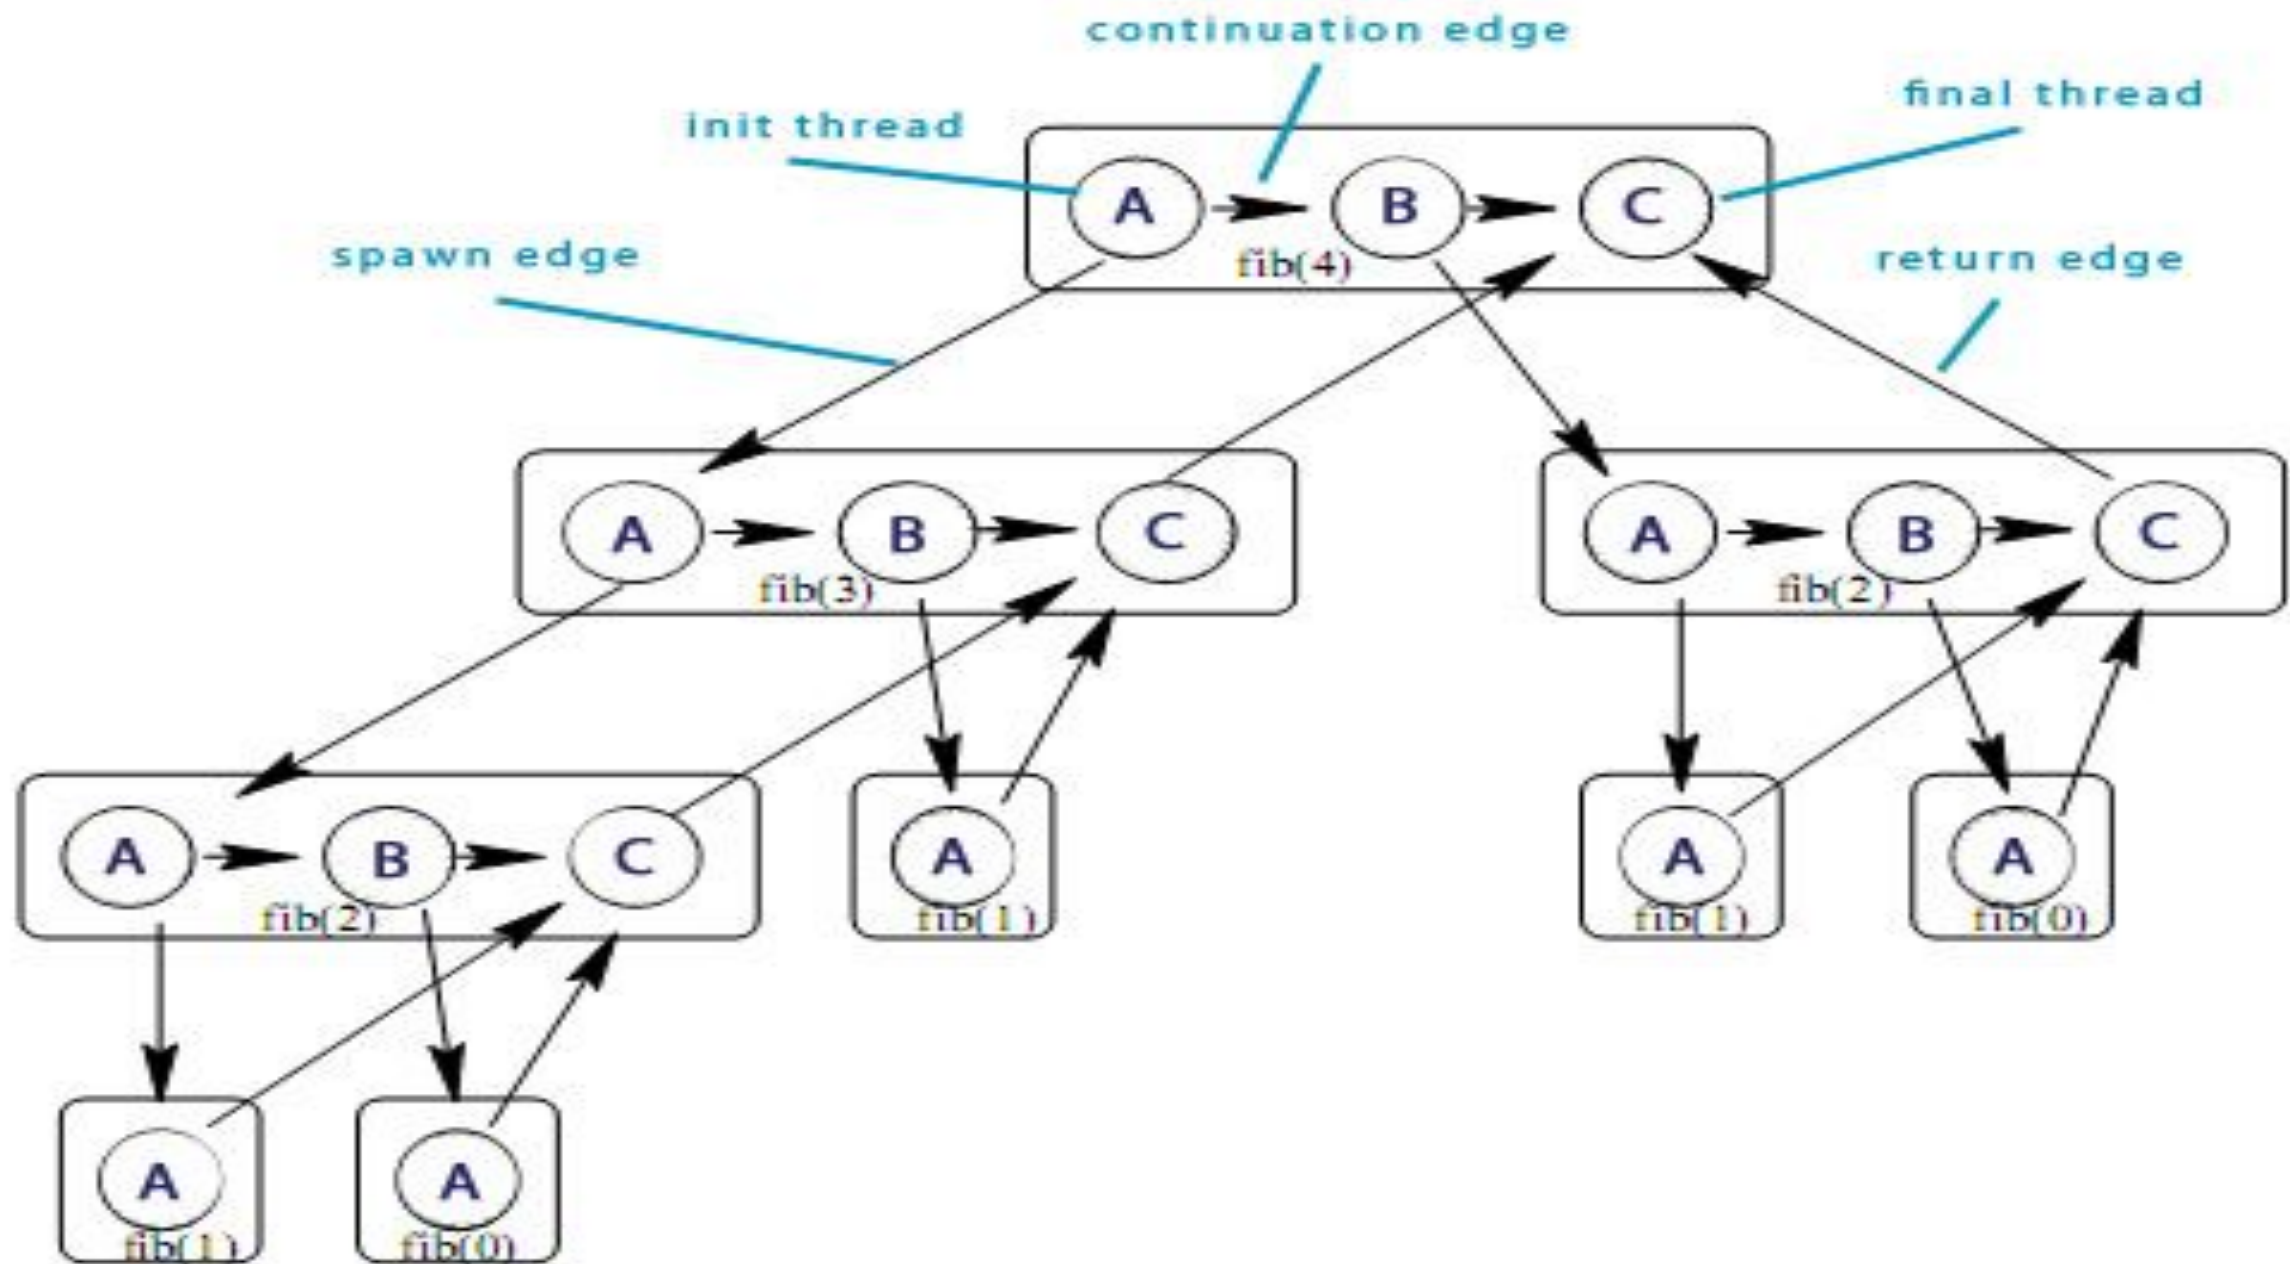 continuation edge
final thread
init thread
A B C
fib(4)
spawn edge
return edge
A B C
fib(3)
A B C
fib(2)
A B C
fib(2)
A
fib(1)
A
fib(1)
A
fib(0)
A
fib(1)
A
fib(0)